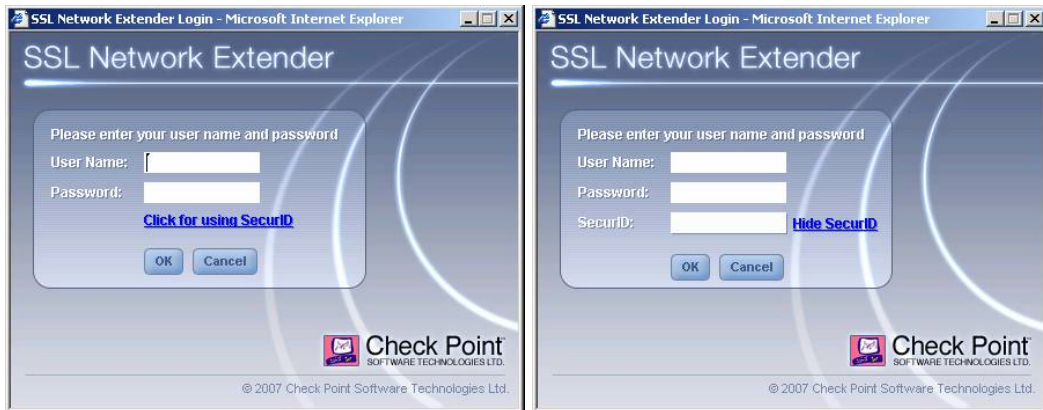 SSL Network Extender Login - Microsoft Internet Explorer
SSL Network Extender
Please enter your user name and password
User Name:
Password:
Click for using SecurID
OK Cancel
Check Point
SOFTWARE TECHNOLOGIES LTD.
© 2007 Check Point Software Technologies Ltd.
SSL Network Extender Login - Microsoft Internet Explorer
SSL Network Extender
Please enter your user name and password
User Name:
Password:
SecurID: Hide SecurID
OK Cancel
Check Point
SOFTWARE TECHNOLOGIES LTD.
© 2007 Check Point Software Technologies Ltd.